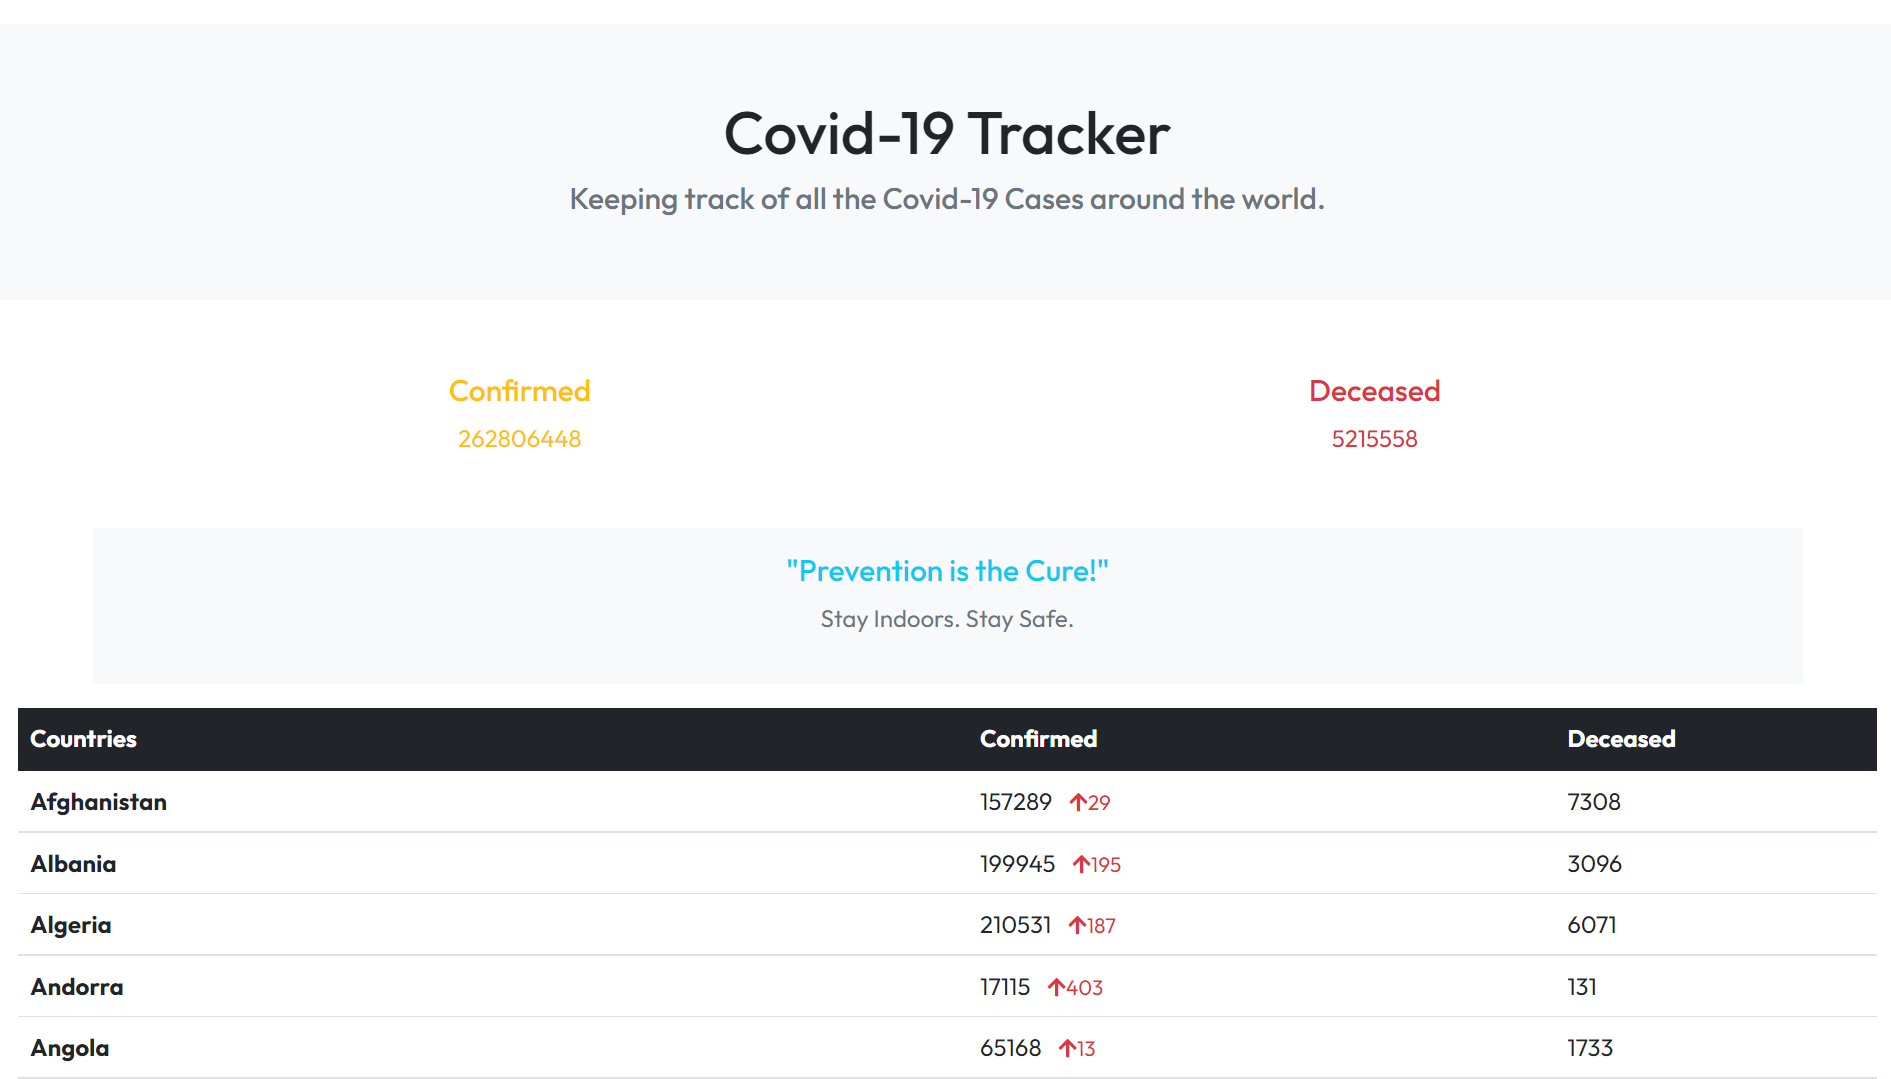 Covid-19 Tracker
Keeping track of all the Covid-19 Cases around the world.
Confirmed Deceased
262806448 5215558
"Prevention is the Cure!"
Stay Indoors. Stay Safe.
Countries Confirmed Deceased
Afghanistan 157289 29 7308
Albania 199945 195 3096
Algeria 210531 187 6071
Andorra 17115 403 131
Angola 65168 13 1733